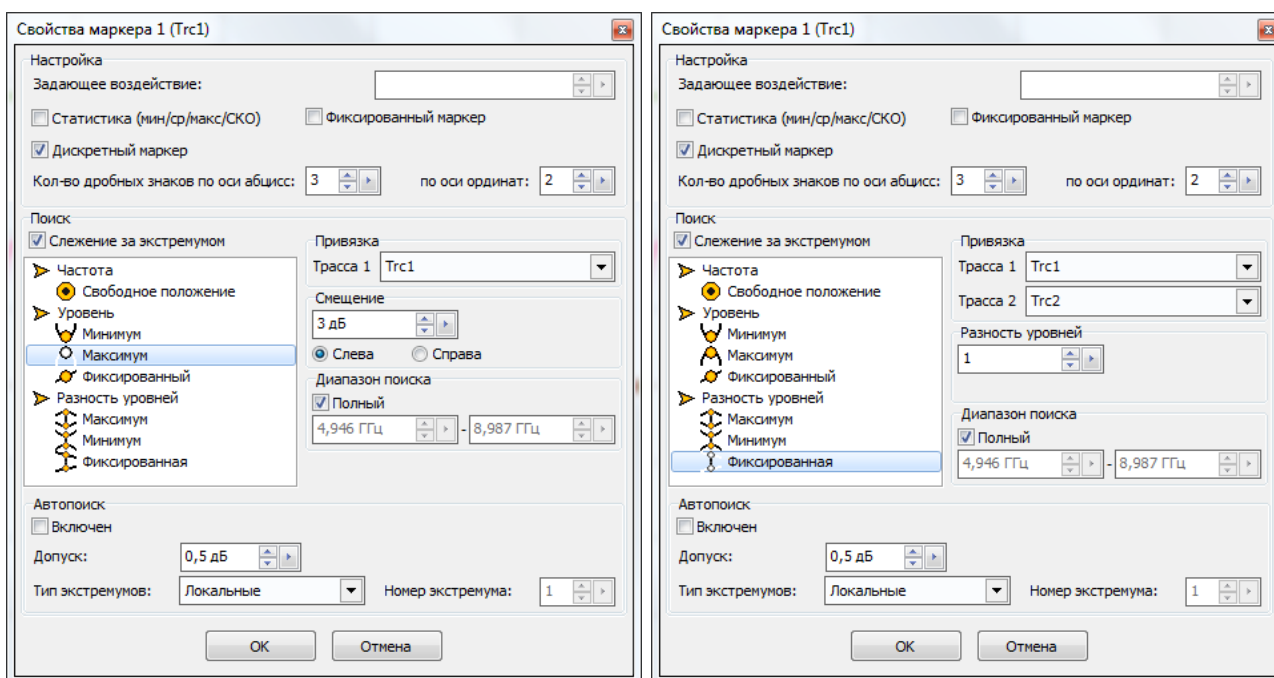 Свойства маркера 1 (Trc1)
Настройка
Задающее воздействие:
Статистика (мин/ср/макс/СКО) Фиксированный маркер
Дискретный маркер
Кол-во дробных знаков по оси абцисс: 3 по оси ординат: 2
Поиск
Слежение за экстремумом
Частота
Свободное положение
Уровень
Минимум
Максимум
Фиксированный
Разность уровней
Максимум
Минимум
Фиксированная
Привязка
Трасса 1 Trc1
Смещение
3 дБ
Слева Справа
Диапазон поиска
Полный
4,946 ГГц - 8,987 ГГц
Автопоиск
Включен
Допуск: 0,5 дБ
Тип экстремумов: Локальные Номер экстремума: 1
ОК Отмена
Свойства маркера 1 (Trc1)
Настройка
Задающее воздействие:
Статистика (мин/ср/макс/СКО) Фиксированный маркер
Дискретный маркер
Кол-во дробных знаков по оси абцисс: 3 по оси ординат: 2
Поиск
Слежение за экстремумом
Частота
Свободное положение
Уровень
Минимум
Максимум
Фиксированный
Разность уровней
Максимум
Минимум
Фиксированная
Привязка
Трасса 1 Trc1
Трасса 2 Trc2
Разность уровней
1
Диапазон поиска
Полный
4,946 ГГц - 8,987 ГГц
Автопоиск
Включен
Допуск: 0,5 дБ
Тип экстремумов: Локальные Номер экстремума: 1
ОК Отмена